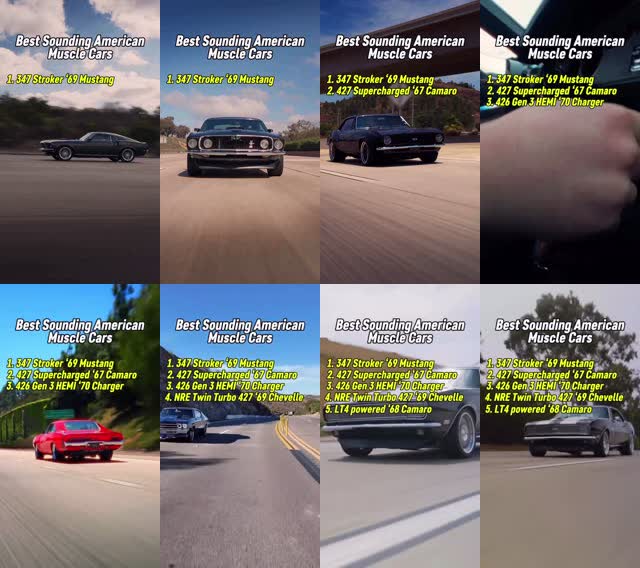 Best Sounding American
Muscle Cars
1. 347 Stroker '69 Mustang
Best Sounding American
Muscle Cars
1. 347 Stroker '69 Mustang
Best Sounding American
Muscle Cars
1. 347 Stroker '69 Mustang
2. 427 Supercharged '67 Camaro
Best Sounding American
Muscle Cars
1. 347 Stroker '69 Mustang
2. 427 Supercharged '67 Camaro
3. 426 Gen 3 HEMI '70 Charger
Best Sounding American
Muscle Cars
1. 347 Stroker '69 Mustang
2. 427 Supercharged '67 Camaro
3. 426 Gen 3 HEMI '70 Charger
Best Sounding American
Muscle Cars
1. 347 Stroker '69 Mustang
2. 427 Supercharged '67 Camaro
3. 426 Gen 3 HEMI '70 Charger
4. NRE Twin Turbo 427 '69 Chevelle
Best Sounding American
Muscle Cars
1. 347 Stroker '69 Mustang
2. 427 Supercharged '67 Camaro
3. 426 Gen 3 HEMI '70 Charger
4. NRE Twin Turbo 427 '69 Chevelle
5. LT4 powered '68 Camaro
Best Sounding American
Muscle Cars
1. 347 Stroker '69 Mustang
2. 427 Supercharged '67 Camaro
3. 426 Gen 3 HEMI '70 Charger
4. NRE Twin Turbo 427 '69 Chevelle
5. LT4 powered '68 Camaro